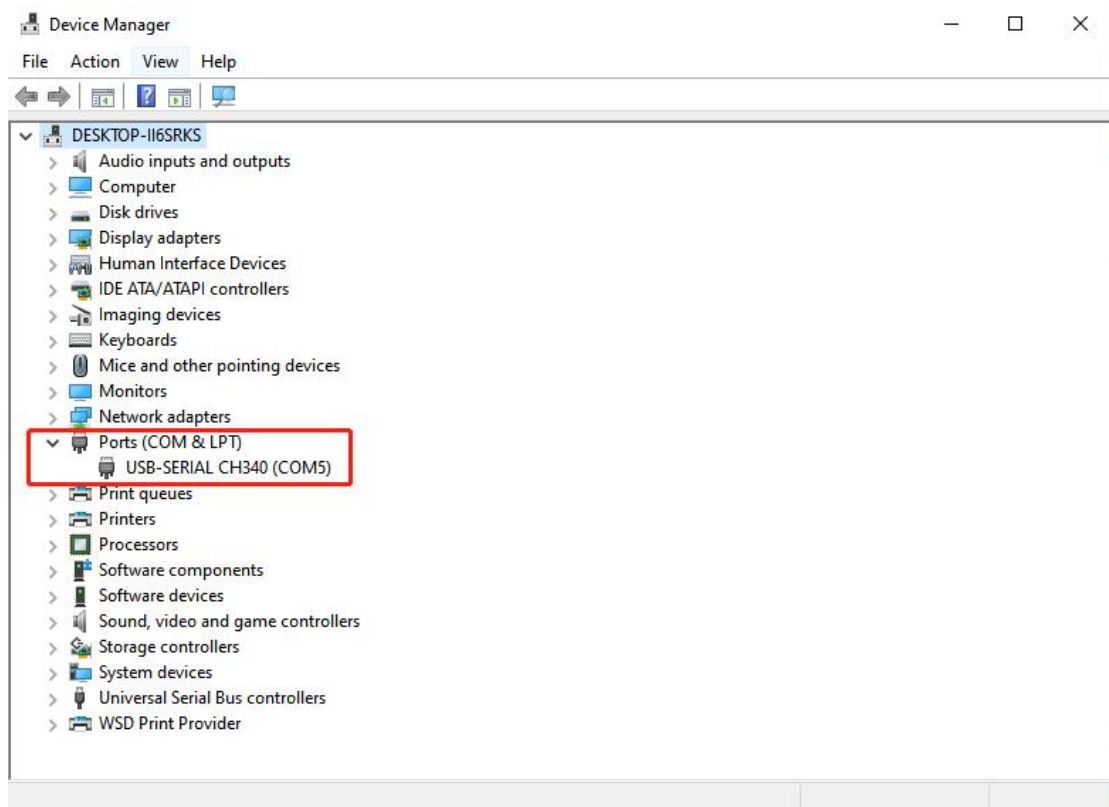 Device Manager
File Action View Help
DESKTOP-II6SRKS
Audio inputs and outputs
Computer
Disk drives
Display adapters
Human Interface Devices
IDE ATA/ATAPI controllers
Imaging devices
Keyboards
Mice and other pointing devices
Monitors
Network adapters
Ports (COM & LPT)
USB-SERIAL CH340 (COM5)
Print queues
Printers
Processors
Software components
Software devices
Sound, video and game controllers
Storage controllers
System devices
Universal Serial Bus controllers
WSD Print Provider